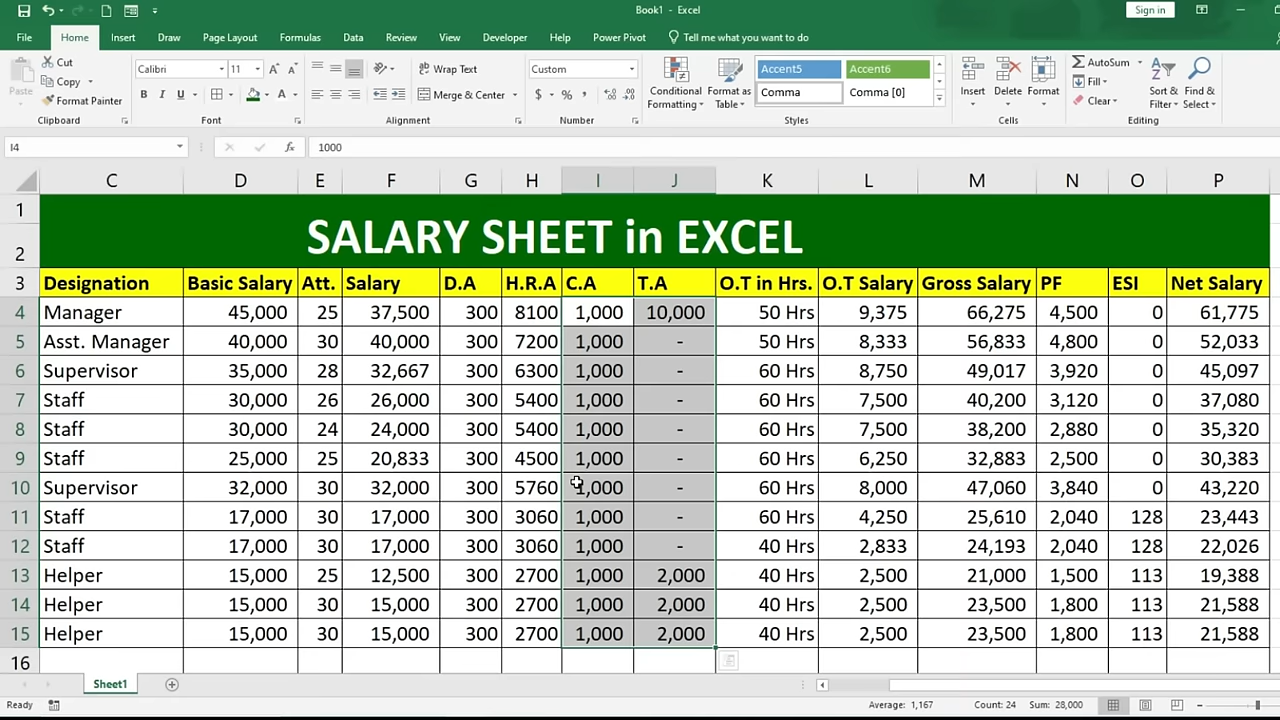 Book1 - Excel
Sign in
File Home Insert Draw Page Layout Formulas Data Review View Developer Help Power Pivot Tell me what you want to do
Cut
Copy
Format Painter
Paste
Clipboard
Calibri 11
B I U
Font
Wrap Text
Merge & Center
Alignment
Custom
$ % ,
Number
Conditional Formatting
Format as Table
Accent5 Accent6
Comma Comma [0]
Styles
Insert Delete Format
Cells
AutoSum
Fill
Clear
Sort & Filter
Find & Select
Editing
I4 fx 1000
C D E F G H I J K L M N O P
1
SALARY SHEET in EXCEL
2
3 Designation Basic Salary Att. Salary D.A H.R.A C.A T.A O.T in Hrs. O.T Salary Gross Salary PF ESI Net Salary
4 Manager 45,000 25 37,500 300 8100 1,000 10,000 50 Hrs 9,375 66,275 4,500 0 61,775
5 Asst. Manager 40,000 30 40,000 300 7200 1,000 - 50 Hrs 8,333 56,833 4,800 0 52,033
6 Supervisor 35,000 28 32,667 300 6300 1,000 - 60 Hrs 8,750 49,017 3,920 0 45,097
7 Staff 30,000 26 26,000 300 5400 1,000 - 60 Hrs 7,500 40,200 3,120 0 37,080
8 Staff 30,000 24 24,000 300 5400 1,000 - 60 Hrs 7,500 38,200 2,880 0 35,320
9 Staff 25,000 25 20,833 300 4500 1,000 - 60 Hrs 6,250 32,883 2,500 0 30,383
10 Supervisor 32,000 30 32,000 300 5760 1,000 - 60 Hrs 8,000 47,060 3,840 0 43,220
11 Staff 17,000 30 17,000 300 3060 1,000 - 60 Hrs 4,250 25,610 2,040 128 23,443
12 Staff 17,000 30 17,000 300 3060 1,000 - 40 Hrs 2,833 24,193 2,040 128 22,026
13 Helper 15,000 25 12,500 300 2700 1,000 2,000 40 Hrs 2,500 21,000 1,500 113 19,388
14 Helper 15,000 30 15,000 300 2700 1,000 2,000 40 Hrs 2,500 23,500 1,800 113 21,588
15 Helper 15,000 30 15,000 300 2700 1,000 2,000 40 Hrs 2,500 23,500 1,800 113 21,588
16
Sheet1
Ready Average: 1,167 Count: 24 Sum: 28,000